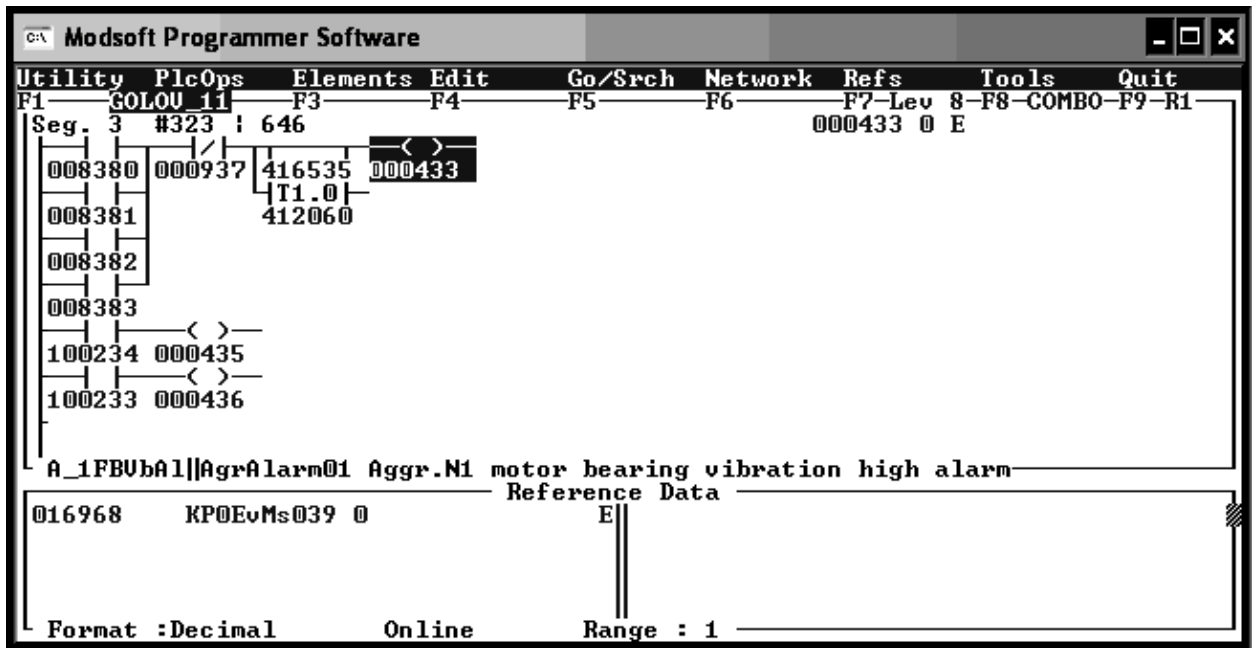 Modsoft Programmer Software
Utility PlcOps Elements Edit Go/Srch Network Refs Tools Quit
F1 GOLOV_11 F3 F4 F5 F6 F7-Lev 8-F8-COMBO-F9-R1
Seg. 3 #323 | 646 000433 0 E
008380 000937 416535 000433
T1.0
008381 412060
008382
008383
100234 000435
100233 000436
A_1FBVbAl||AgrAlarm01 Aggr.N1 motor bearing vibration high alarm
Reference Data
016968 KP0EvMs039 0 E
Format :Decimal Online Range : 1